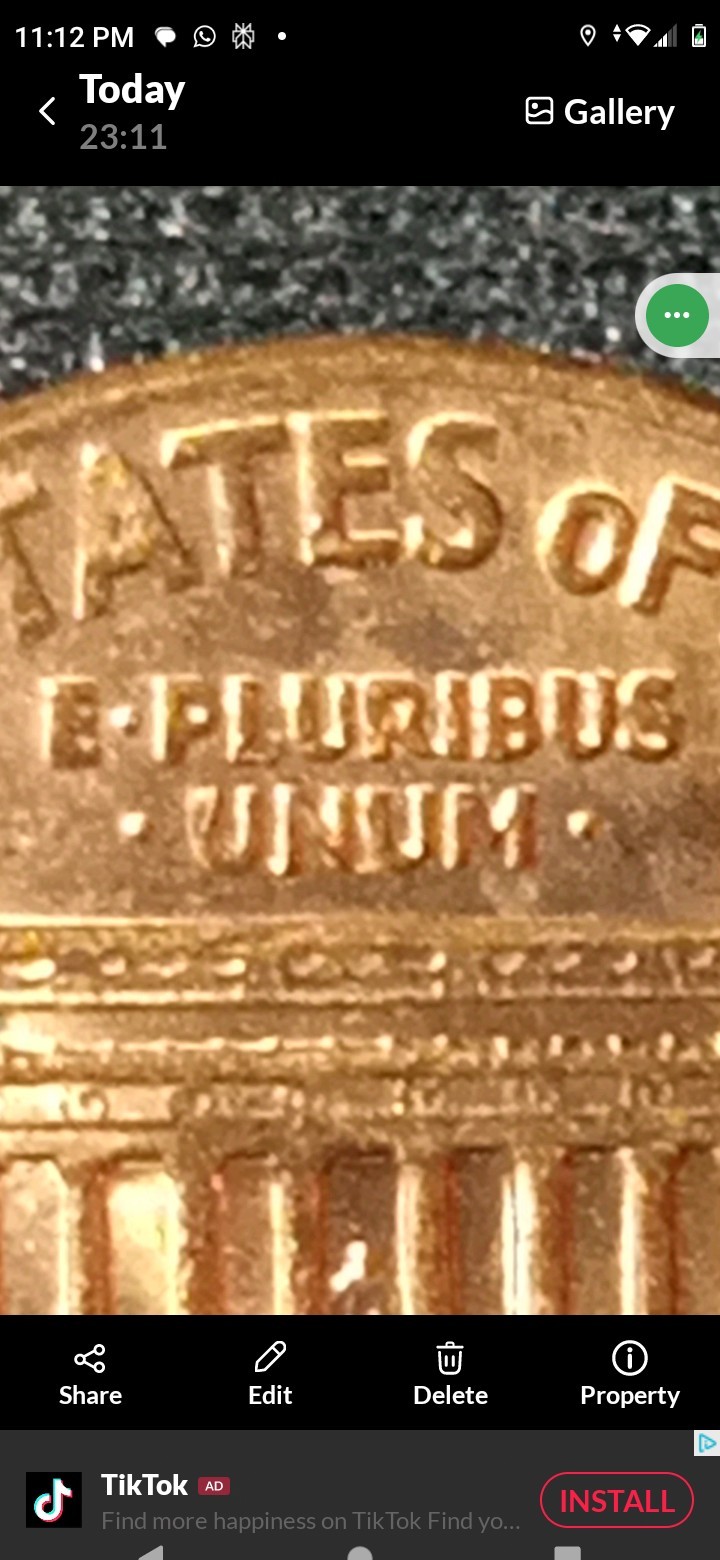 11:12 PM
Today
23:11
Gallery
TATES OF
E·PLURIBUS
·UNUM·
Share
Edit
Delete
Property
TikTok AD
Find more happiness on TikTok Find yo...
INSTALL